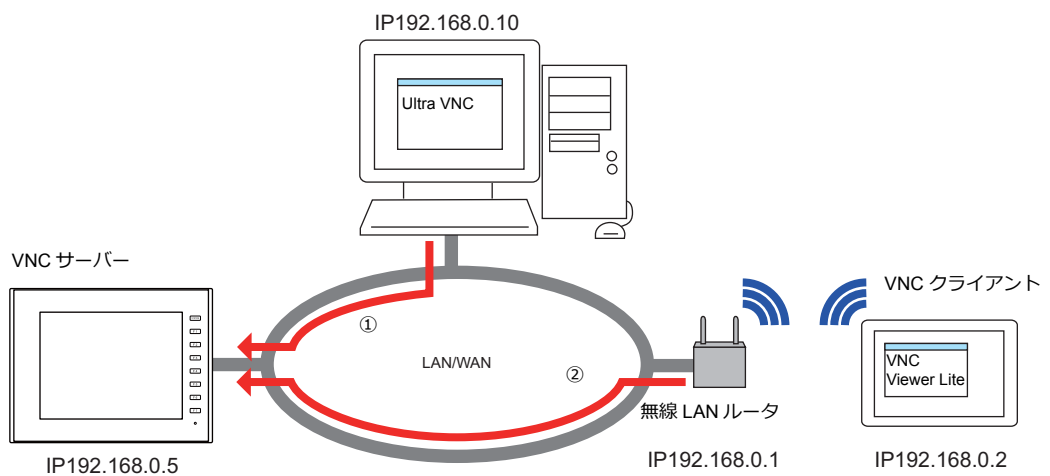 IP192.168.0.10
Ultra VNC
VNC サーバー
VNC クライアント
①
LAN/WAN
②
VNC
Viewer Lite
無線 LAN ルータ
IP192.168.0.5
IP192.168.0.1
IP192.168.0.2